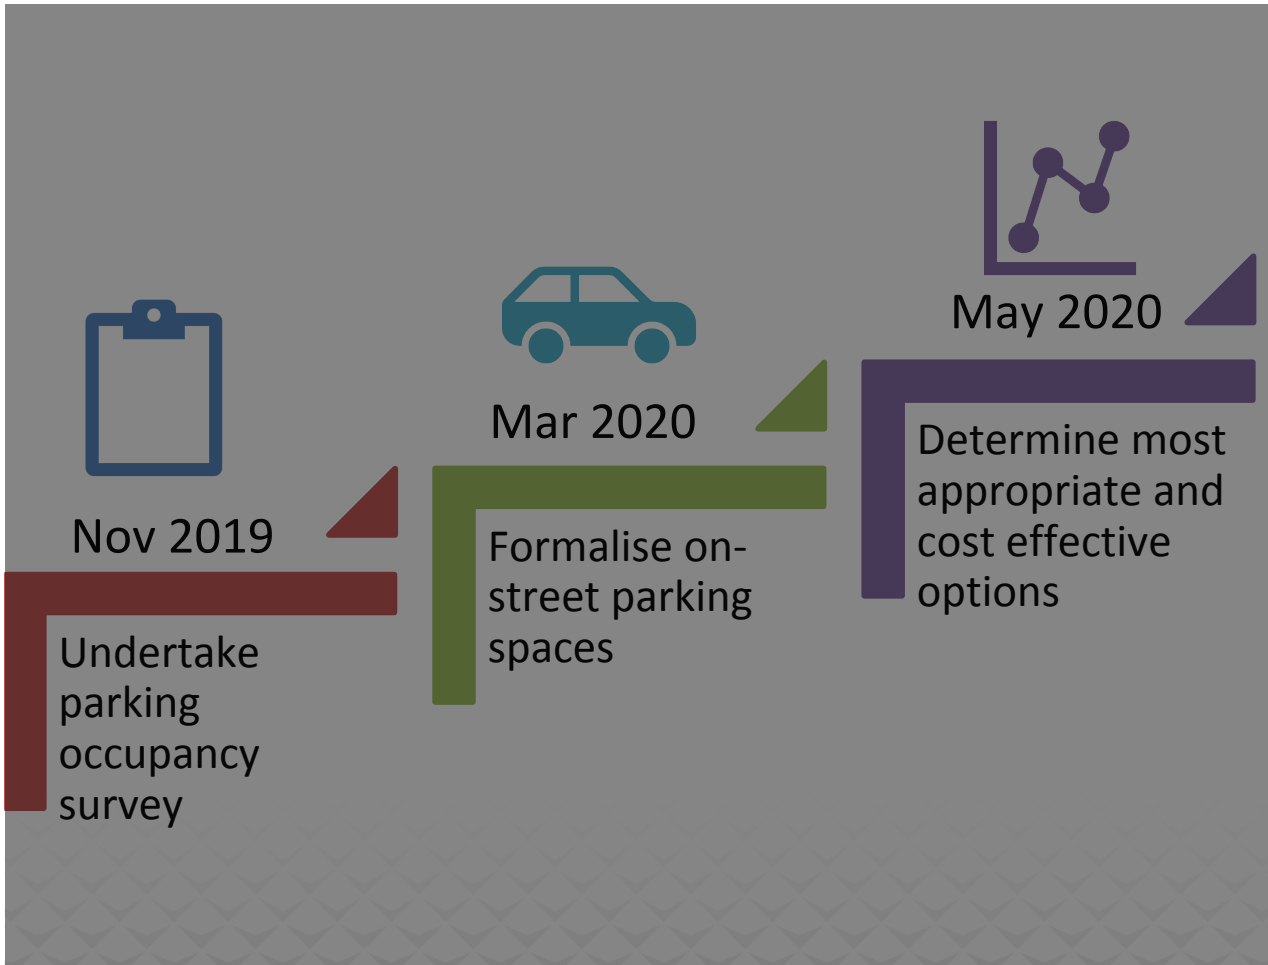 Nov 2019
Undertake
parking
occupancy
survey
Mar 2020
Formalise on-
street parking
spaces
May 2020
Determine most
appropriate and
cost effective
options